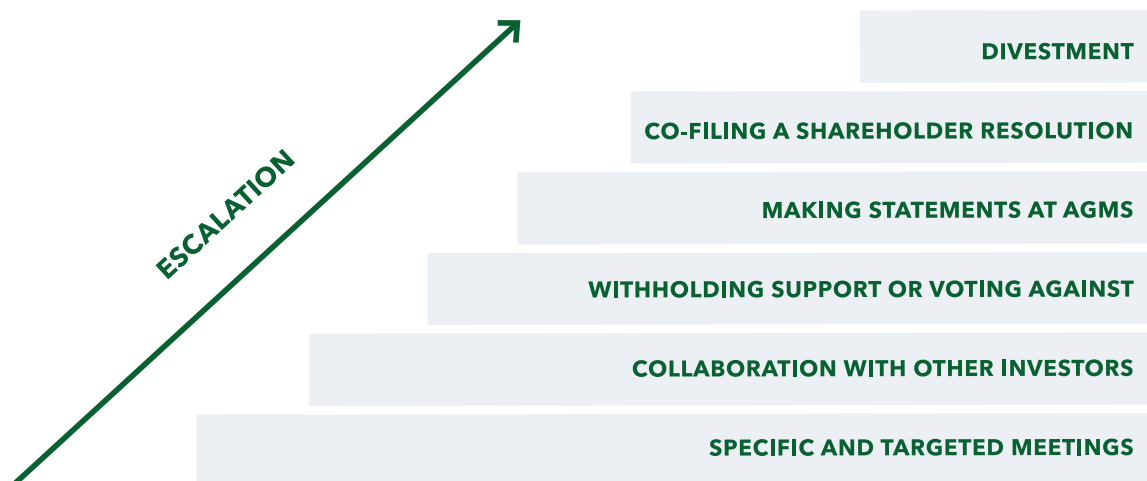 DIVESTMENT
CO-FILING A SHAREHOLDER RESOLUTION
MAKING STATEMENTS AT AGMS
WITHHOLDING SUPPORT OR VOTING AGAINST
COLLABORATION WITH OTHER INVESTORS
SPECIFIC AND TARGETED MEETINGS
ESCALATION